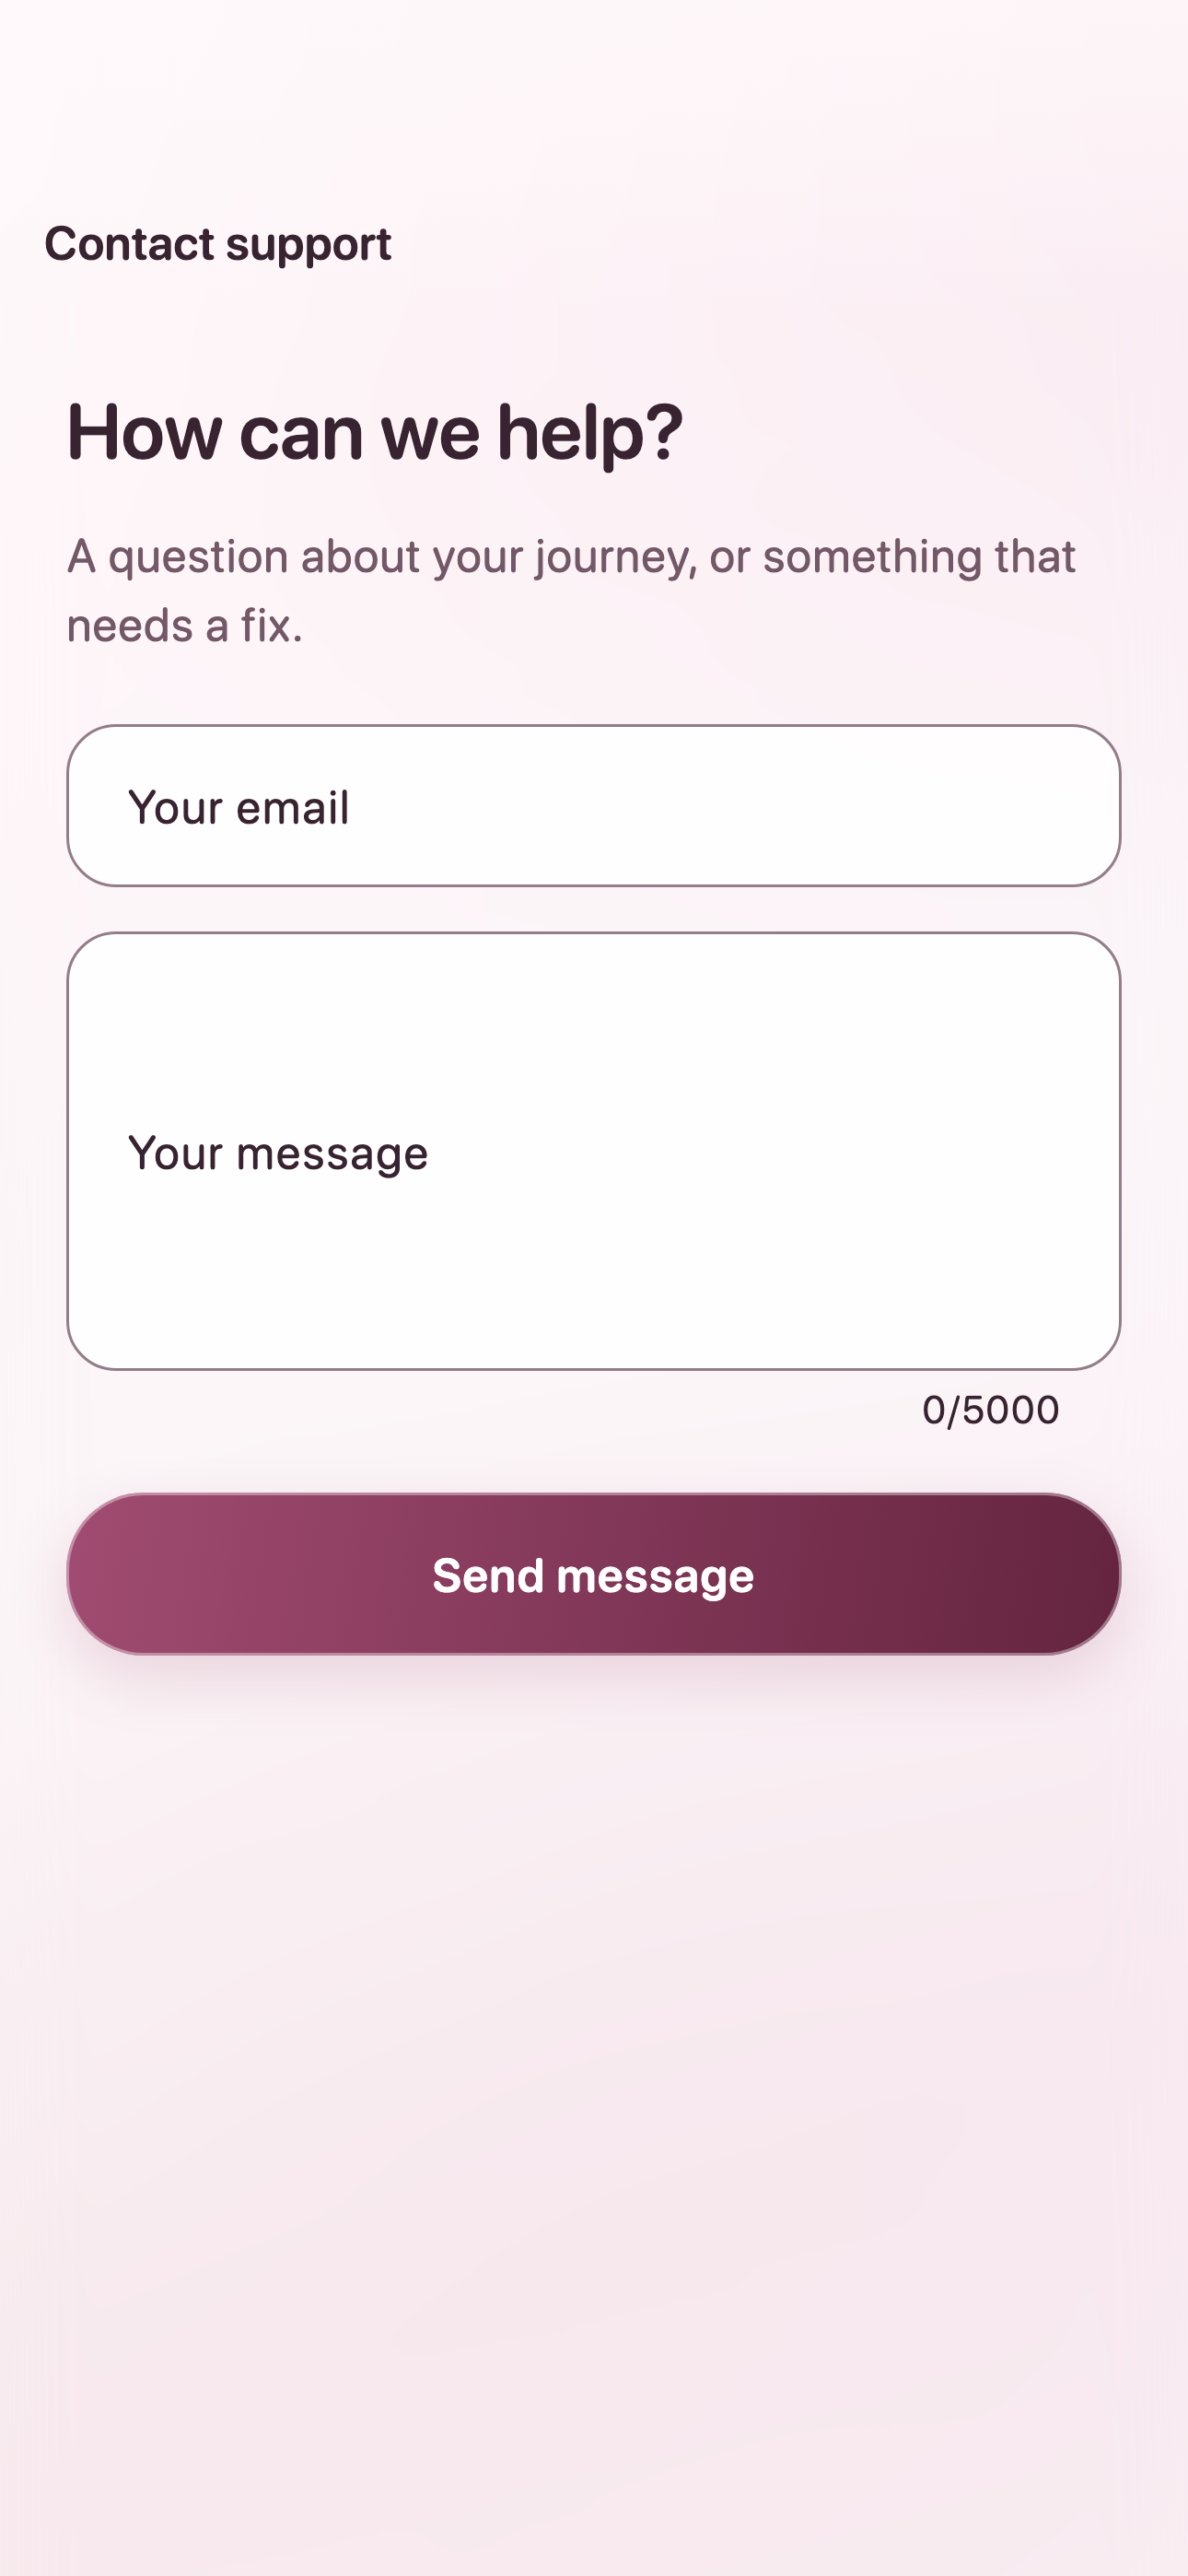 Contact support
How can we help?
A question about your journey, or something that
needs a fix.
Your email
Your message
0/5000
Send message